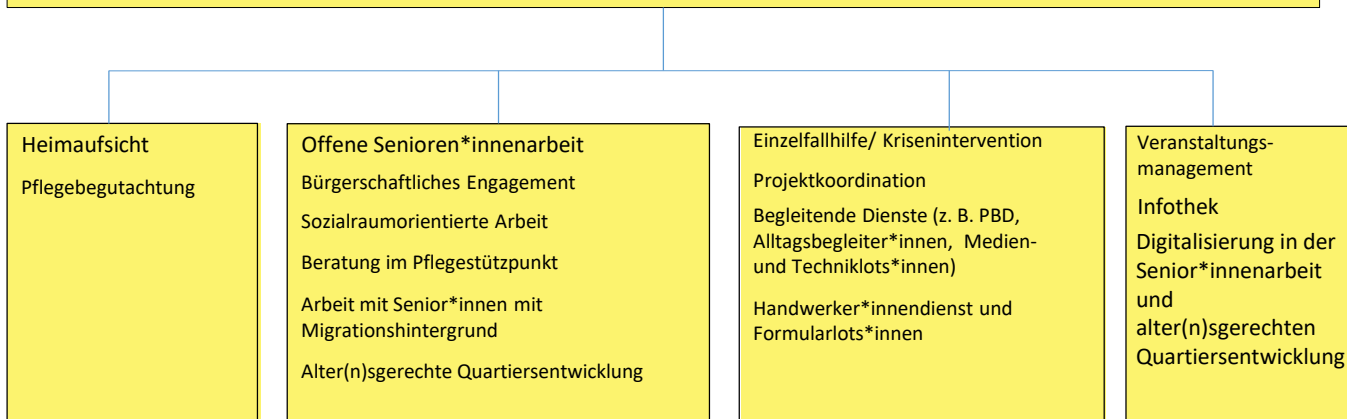 Heimaufsicht
Pflegebegutachtung
Offene Senioren*innenarbeit
Bürgerschaftliches Engagement
Sozialraumorientierte Arbeit
Beratung im Pflegestützpunkt
Arbeit mit Senior*innen mit
Migrationshintergrund
Alter(n)sgerechte Quartiersentwicklung
Einzelfallhilfe/ Krisenintervention
Projektkoordination
Begleitende Dienste (z. B. PBD,
Alltagsbegleiter*innen, Medien-
und Techniklots*innen)
Handwerker*innendienst und
Formularlots*innen
Veranstaltungs-
management
Infothek
Digitalisierung in der
Senior*innenarbeit
und
alter(n)sgerechten
Quartiersentwicklung